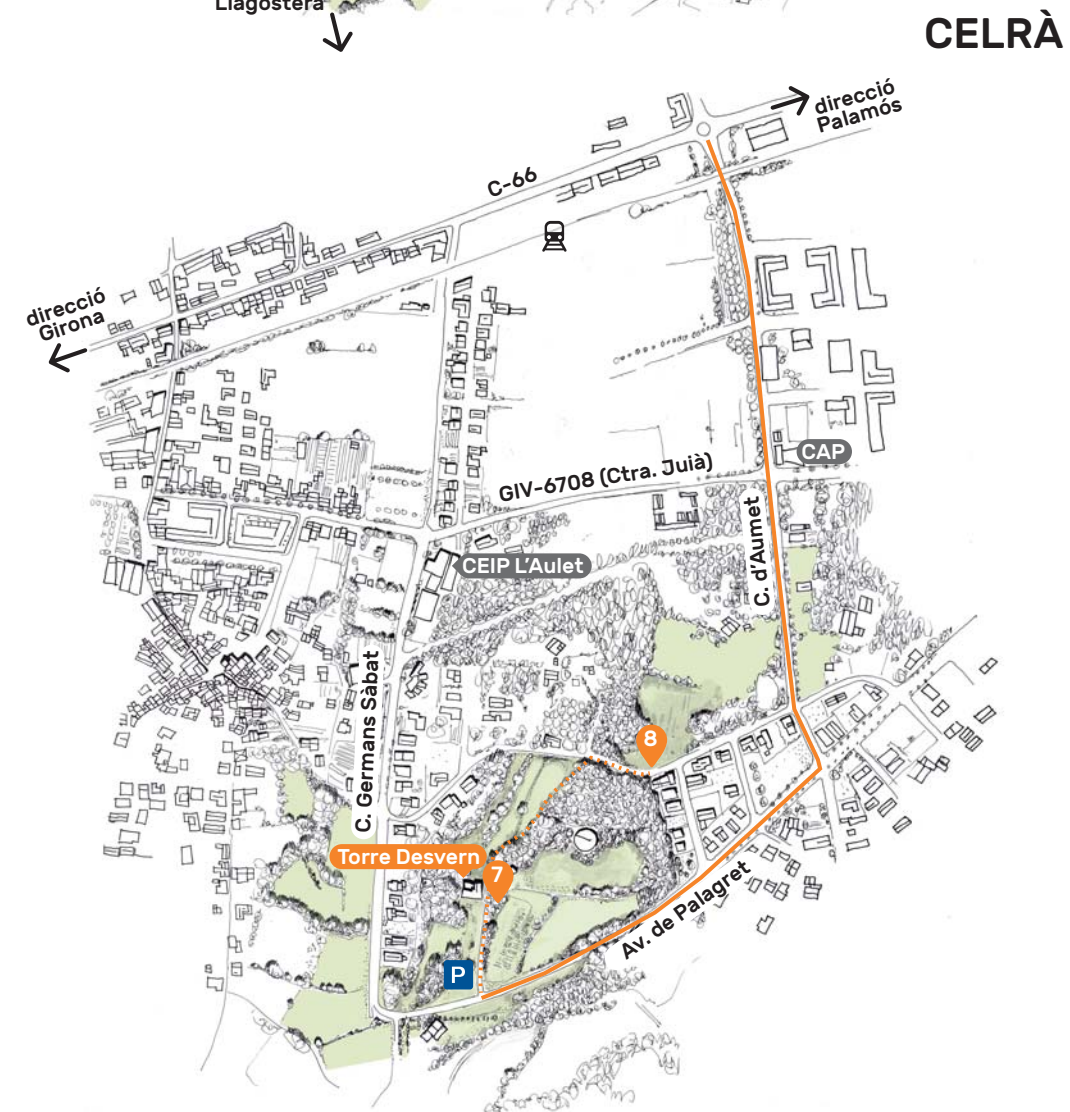 Llagostera
CELRÀ
direcció
Palamós
C-66
direcció
Girona
CAP
GIV-6708 (Ctra. Juià)
C. d'Aumet
CEIP L'Aulet
C. Germans Sàbat
8
Torre Desvern
7
Av. de Palagret
P